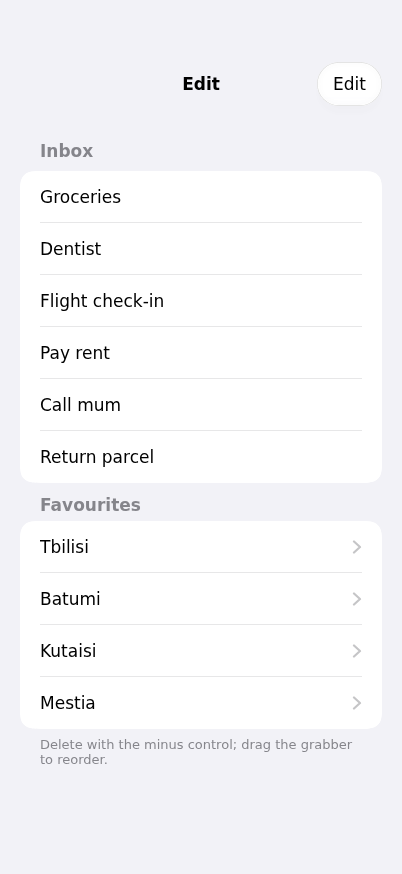 Edit
Edit
Inbox
Groceries
Dentist
Flight check-in
Pay rent
Call mum
Return parcel
Favourites
Tbilisi
Batumi
Kutaisi
Mestia
Delete with the minus control; drag the grabber
to reorder.